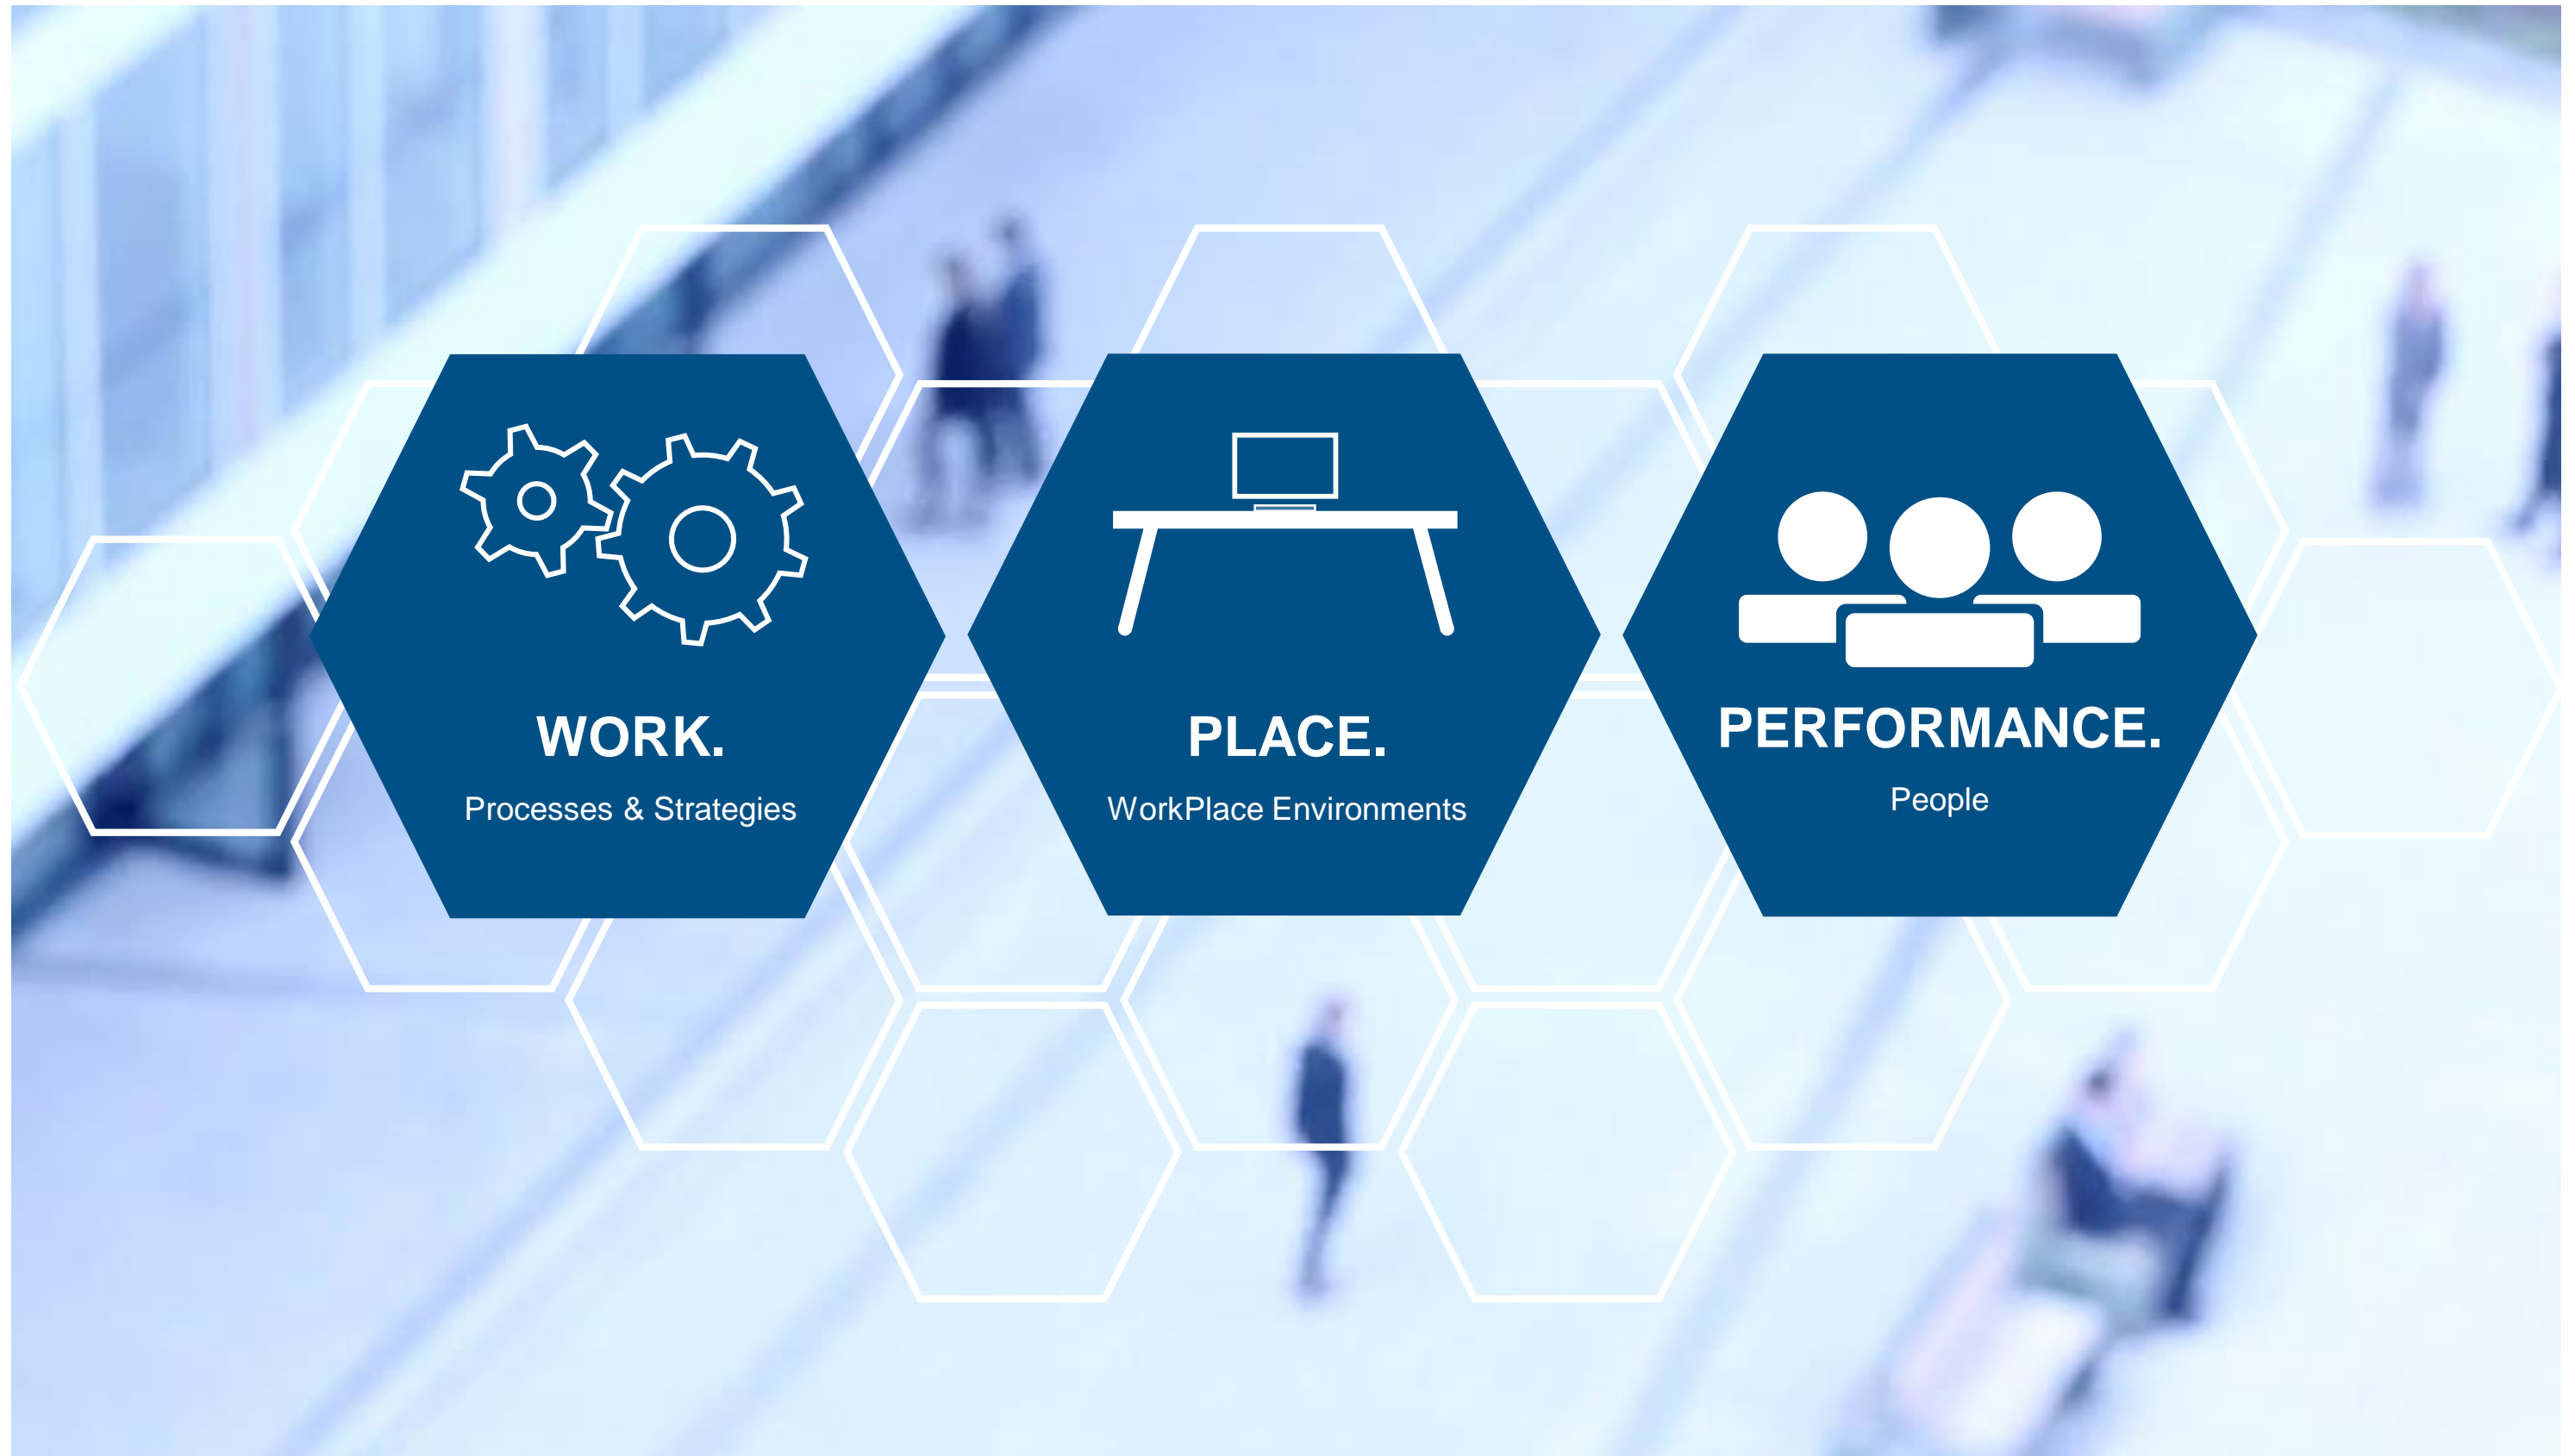 WORK.
Processes & Strategies
PLACE.
WorkPlace Environments
PERFORMANCE.
People